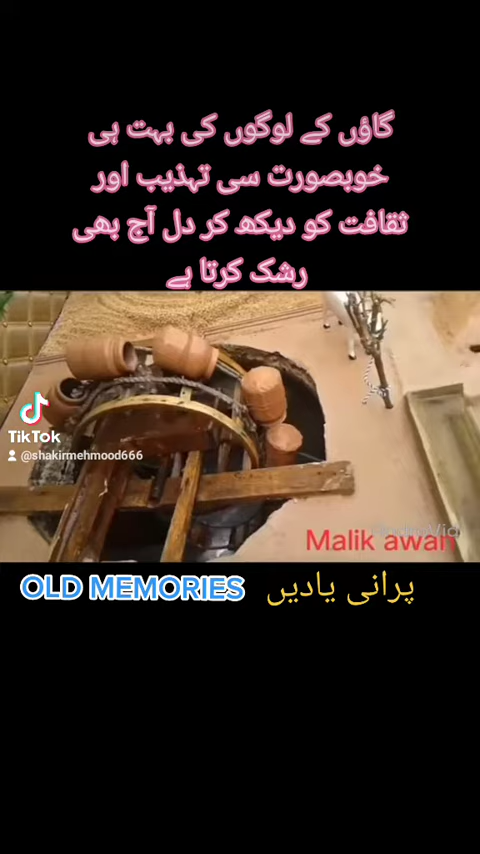 گاؤں کے لوگوں کی بہت ہی
خوبصورت سی تہذیب اور
ثقافت کو دیکھ کر دل آج بھی
رشک کرتا ہے
TikTok
@shakirmehmood666
Malik awan
OLD MEMORIES پرانی یادیں